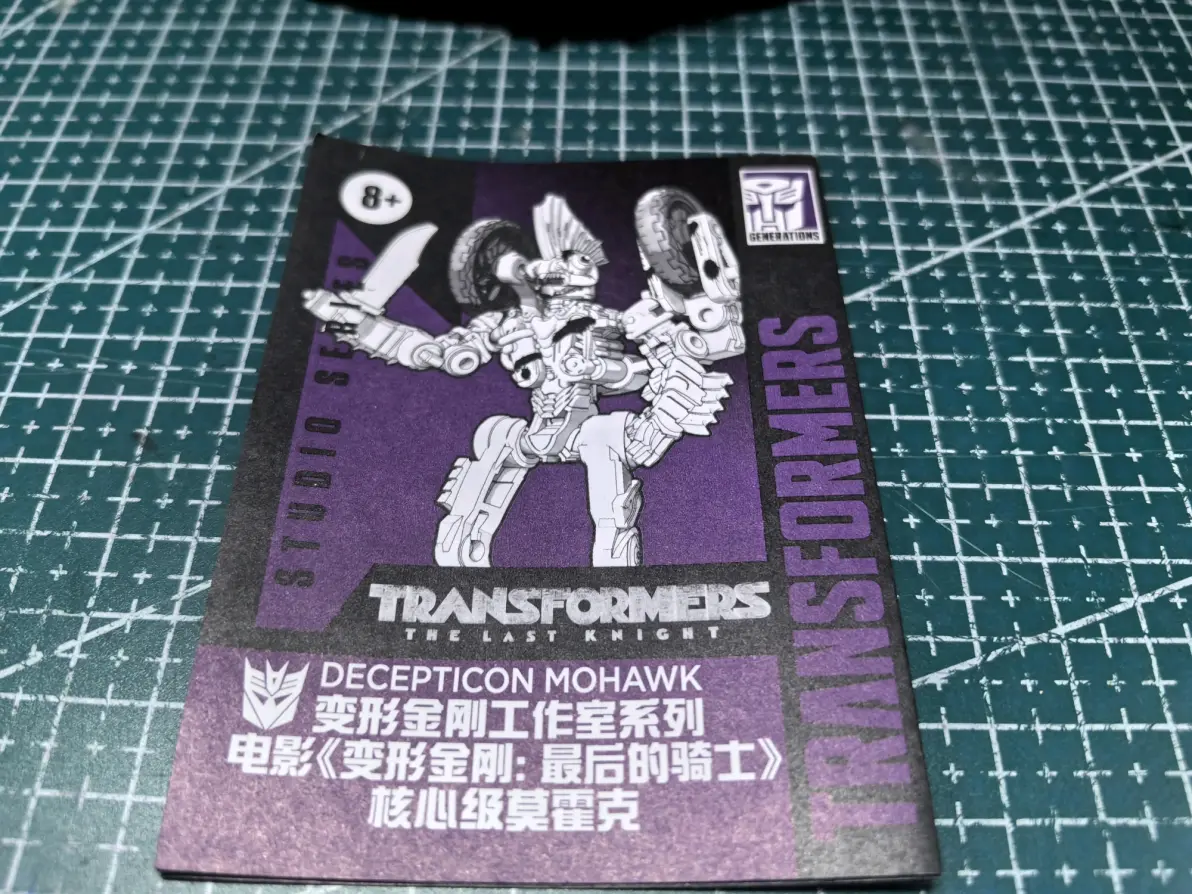 8+
GENERATIONS
STUDIO SERIES
TRANSFORMERS
TRANSFORMERS
THE LAST KNIGHT
DECEPTICON MOHAWK
变形金刚工作室系列
电影《变形金刚: 最后的骑士》
核心级莫霍克